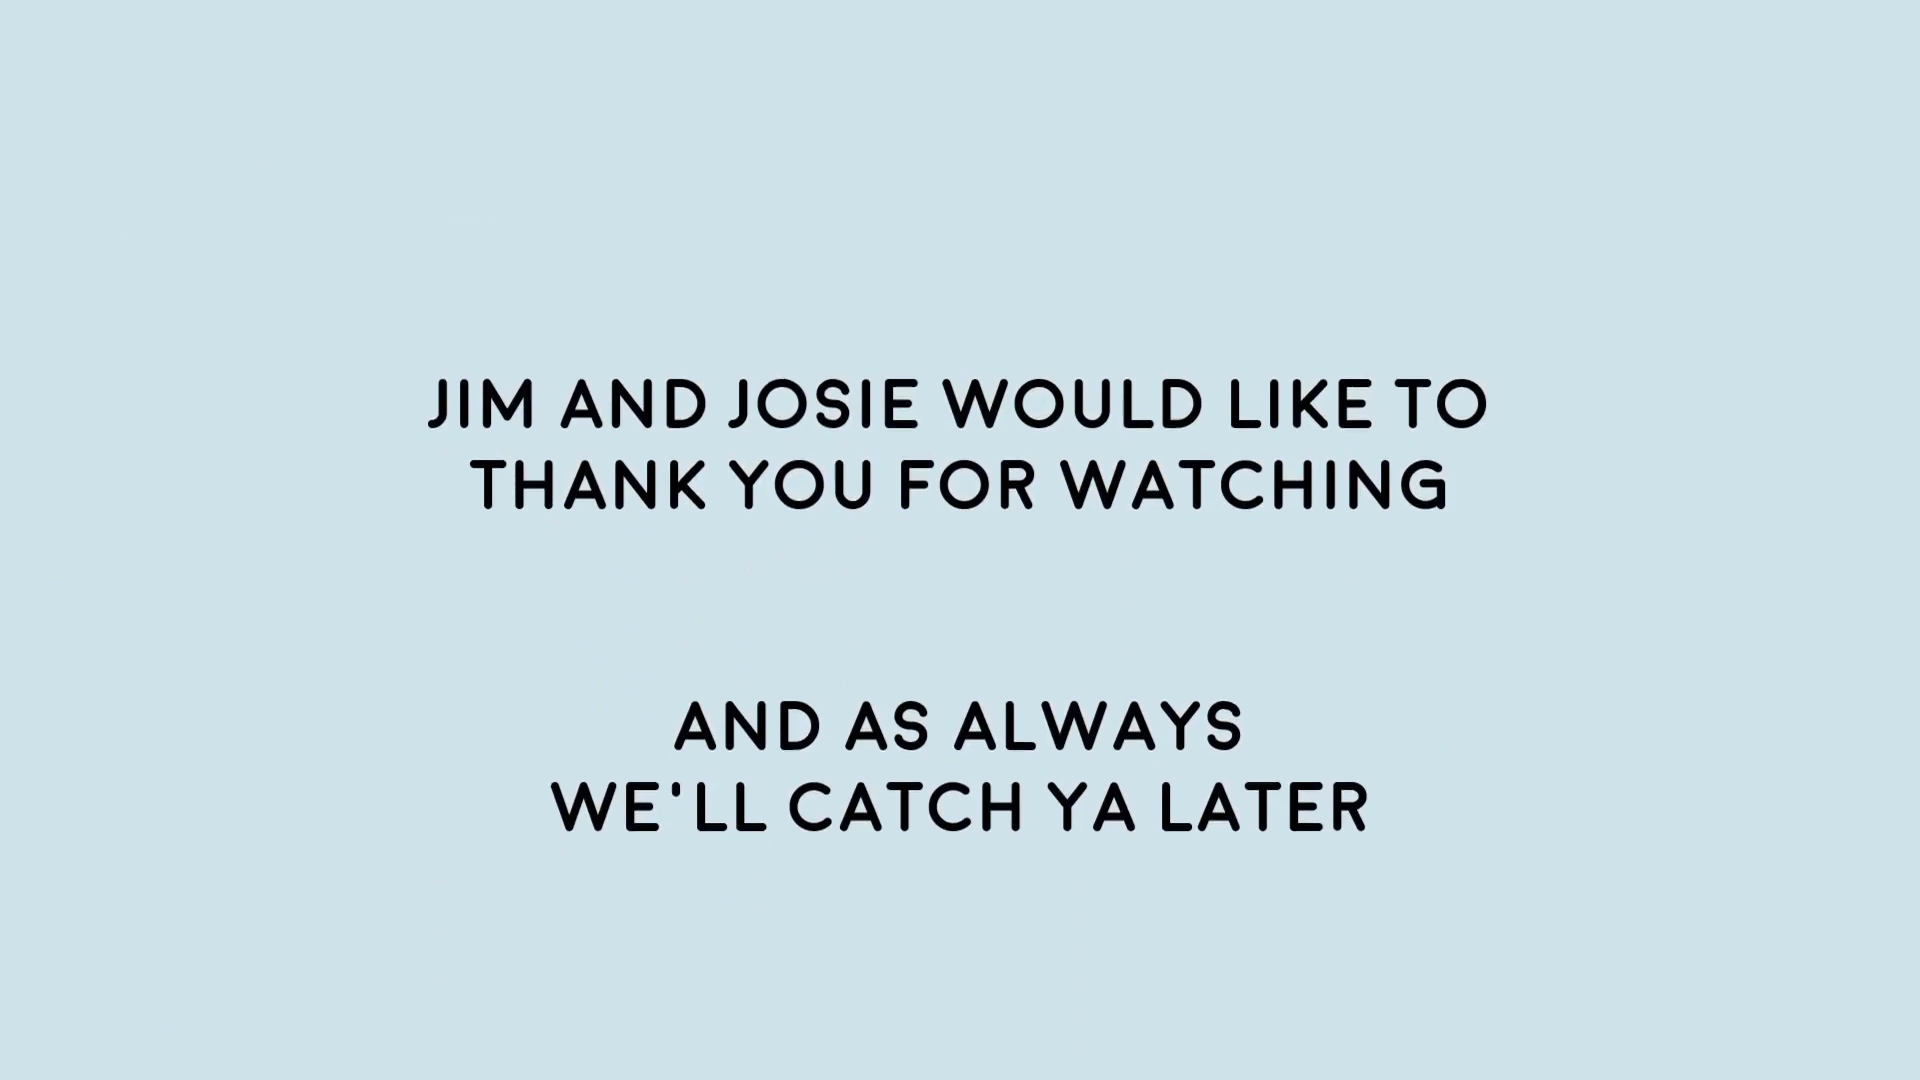 JIM AND JOSIE WOULD LIKE TO
THANK YOU FOR WATCHING
AND AS ALWAYS
WE'LL CATCH YA LATER